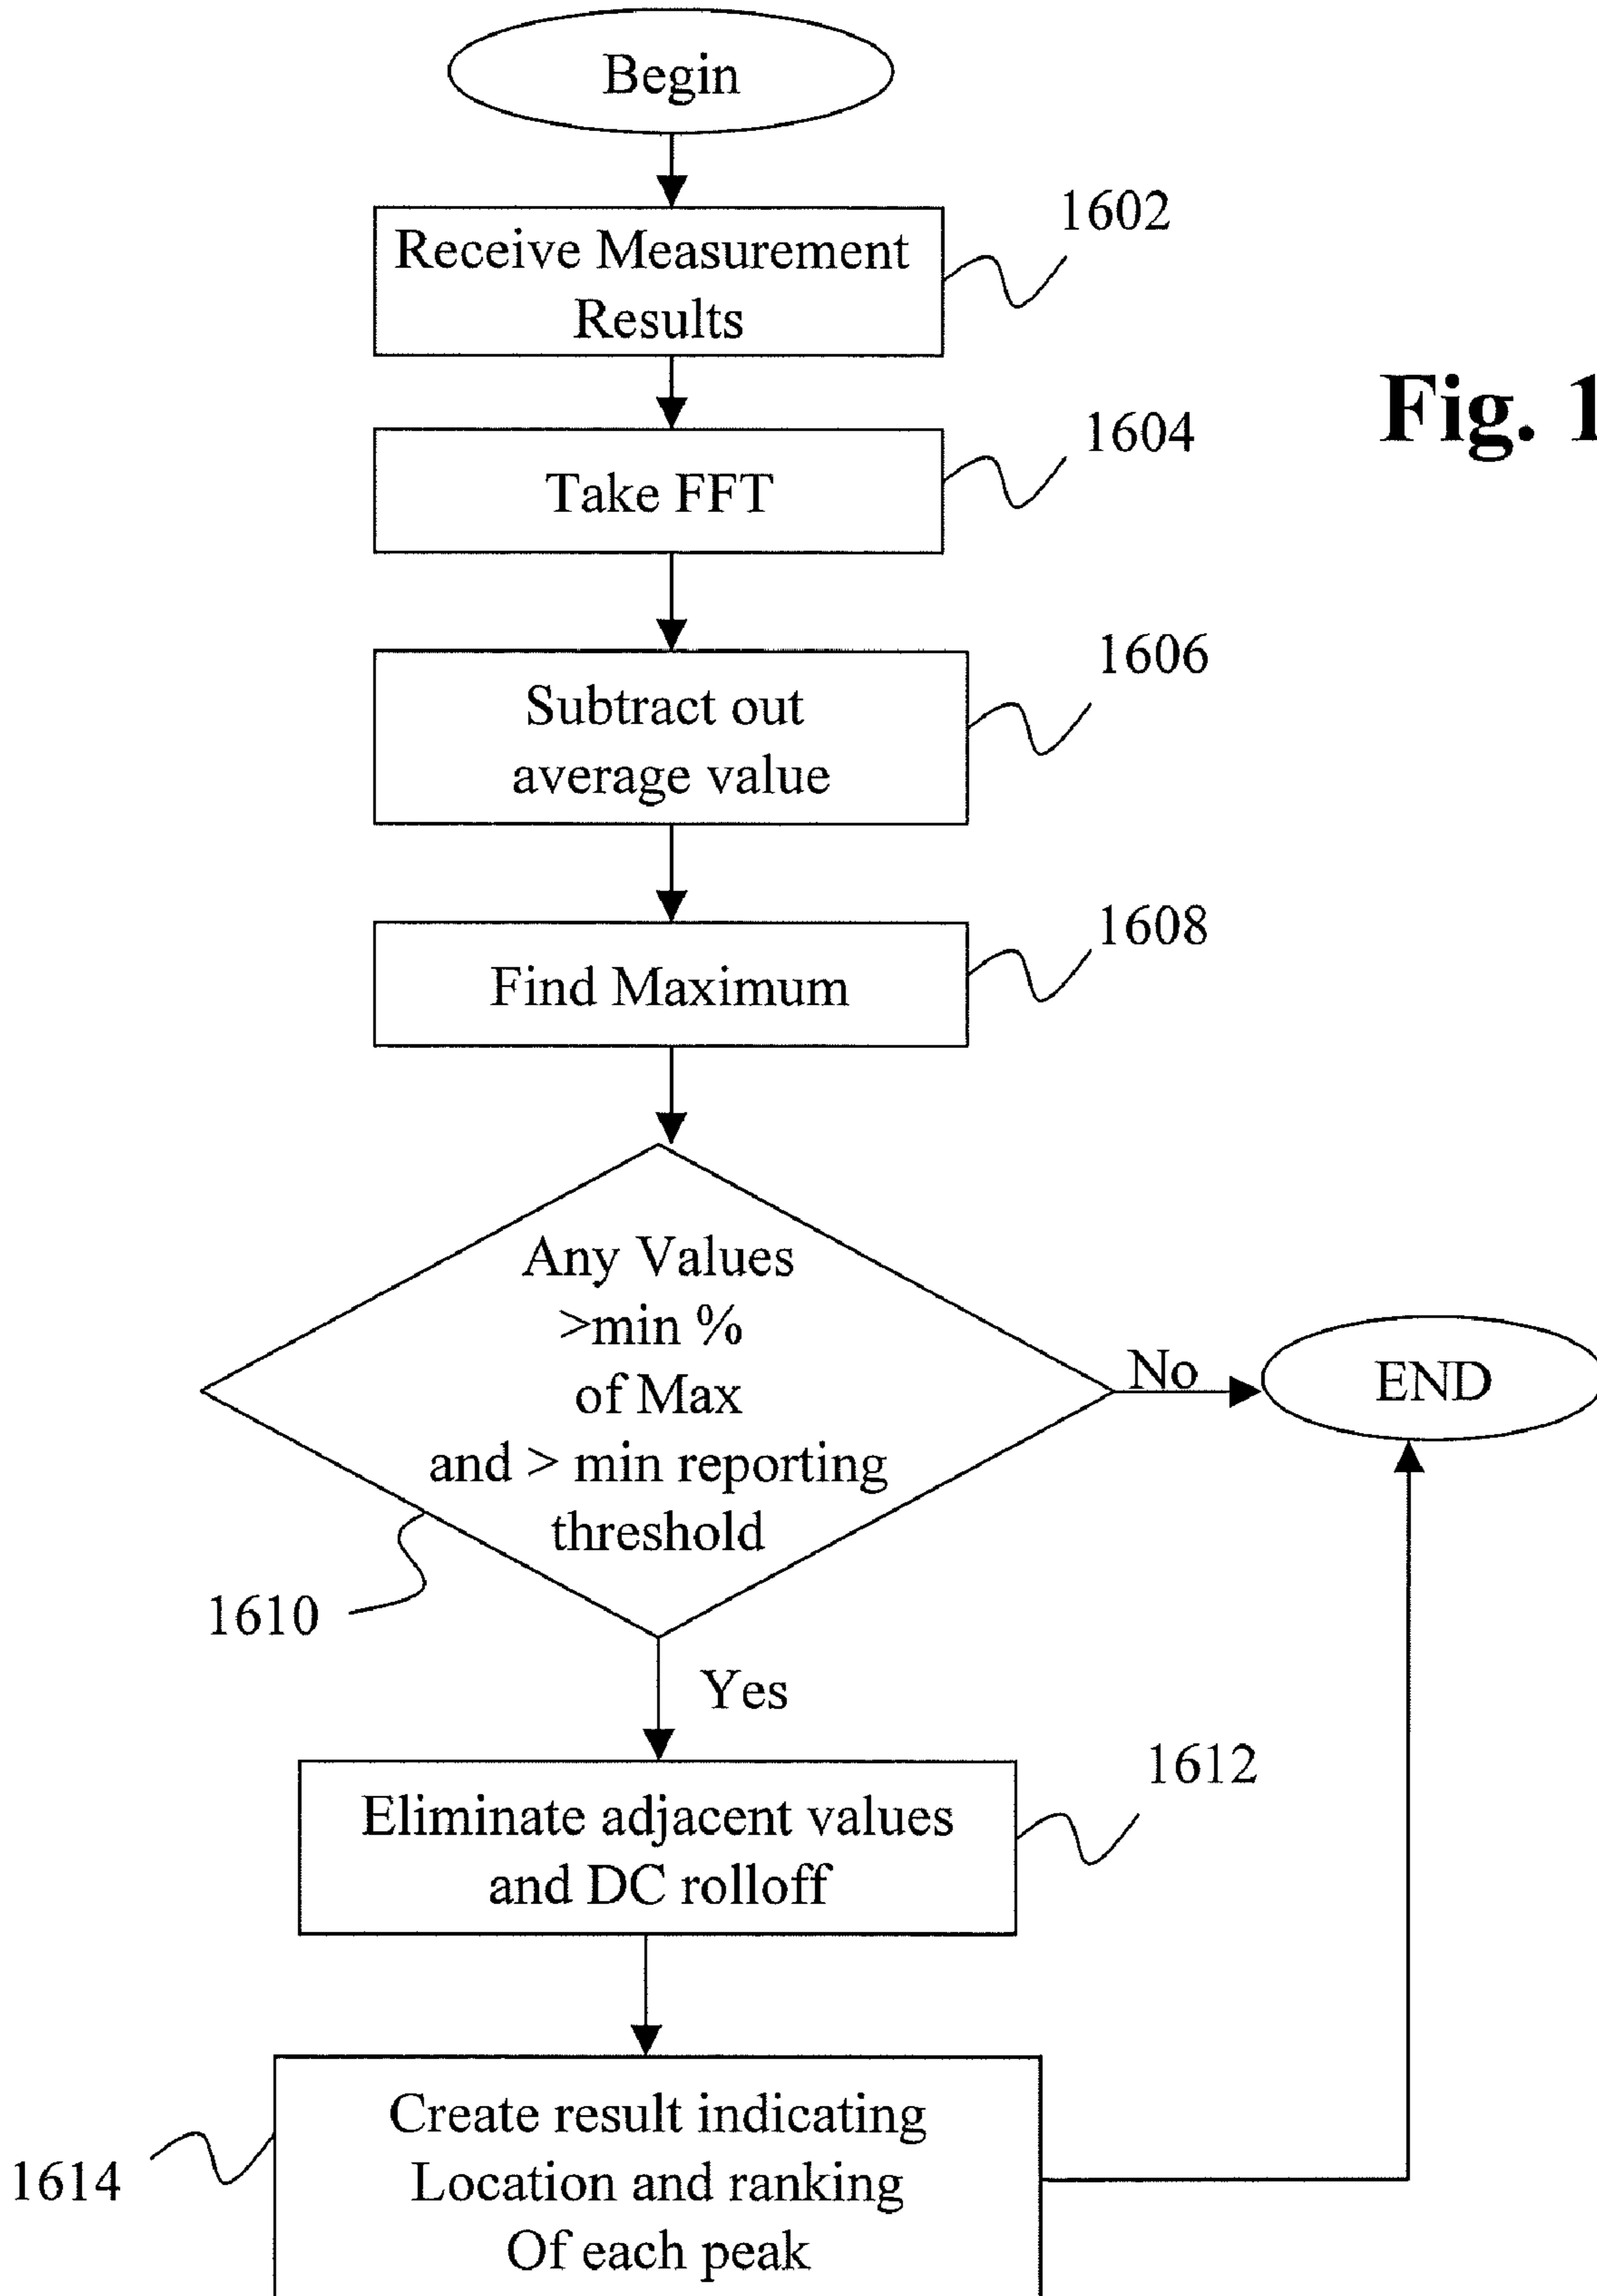 Begin
1602
Receive Measurement
Results
Fig. 1
1604
Take FFT
1606
Subtract out
average value
1608
Find Maximum
Any Values
>min %
of Max
and > min reporting
threshold
No
END
1610
Yes
1612
Eliminate adjacent values
and DC rolloff
Create result indicating
Location and ranking
Of each peak
1614